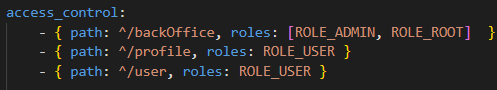 access_control:
    - { path: ^/backOffice, roles: [ROLE_ADMIN, ROLE_ROOT]  }
    - { path: ^/profile, roles: ROLE_USER }
    - { path: ^/user, roles: ROLE_USER }